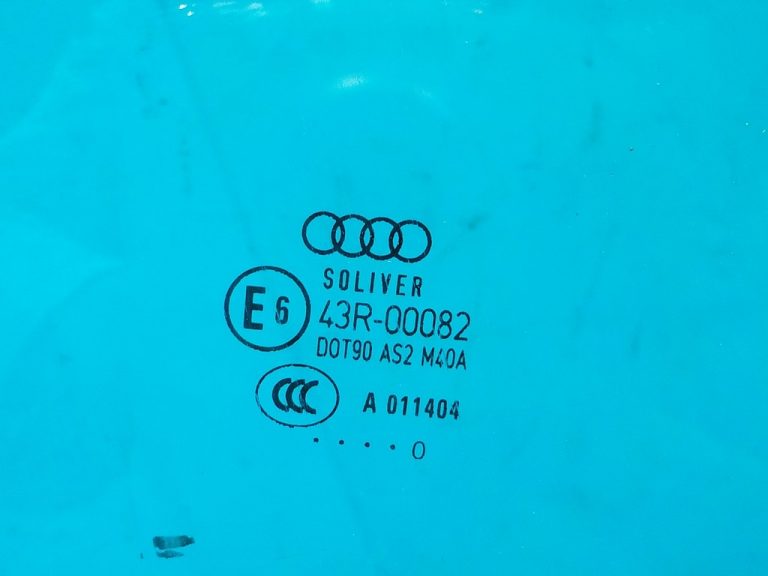 SOLIVER
E6 43R-00082
DOT90 AS2 M40A
CCC A 011404
. . . . 0